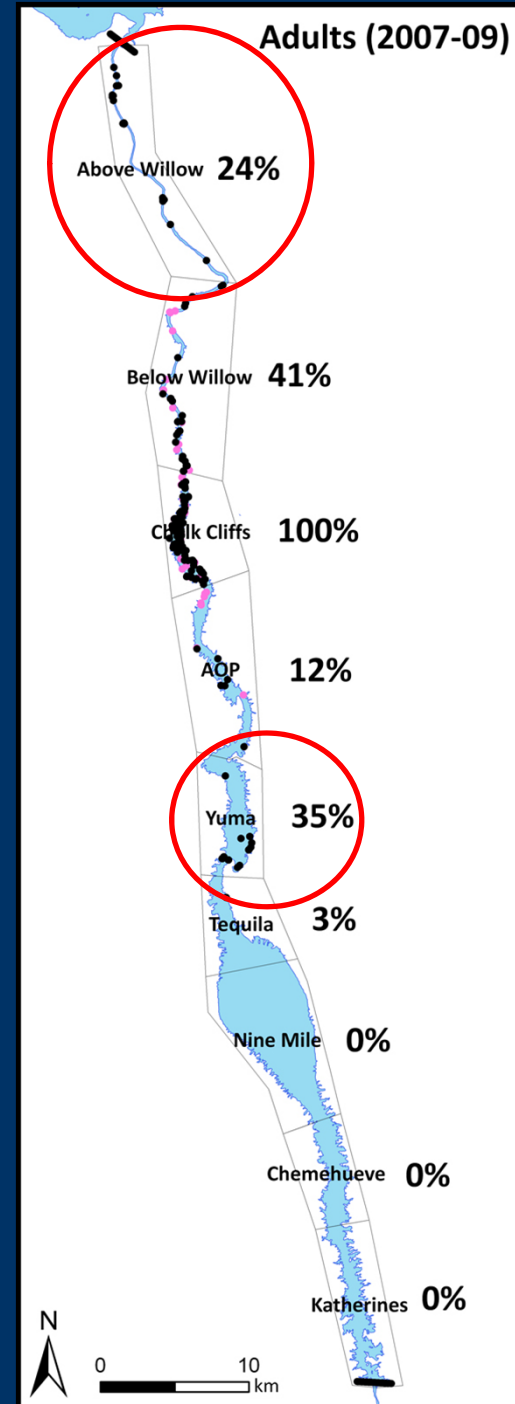 Adults (2007-09)
Above Willow 24%
Below Willow 41%
Chalk Cliffs 100%
AOP 12%
Yuma 35%
Tequila 3%
Nine Mile 0%
Chemehueve 0%
Katherines 0%
N
0 10
km